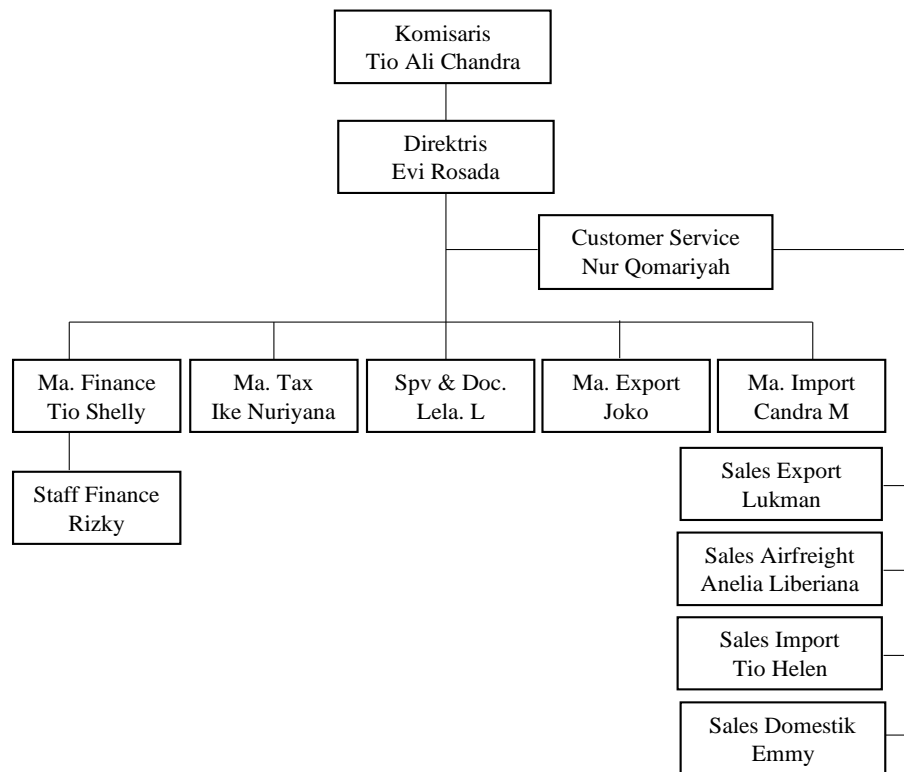 Komisaris
Tio Ali Chandra
Direktris
Evi Rosada
Customer Service
Nur Qomariyah
Ma. Finance
Tio Shelly
Ma. Tax
Ike Nuriyana
Spv & Doc.
Lela. L
Ma. Export
Joko
Ma. Import
Candra M
Staff Finance
Rizky
Sales Export
Lukman
Sales Airfreight
Anelia Liberiana
Sales Import
Tio Helen
Sales Domestik
Emmy